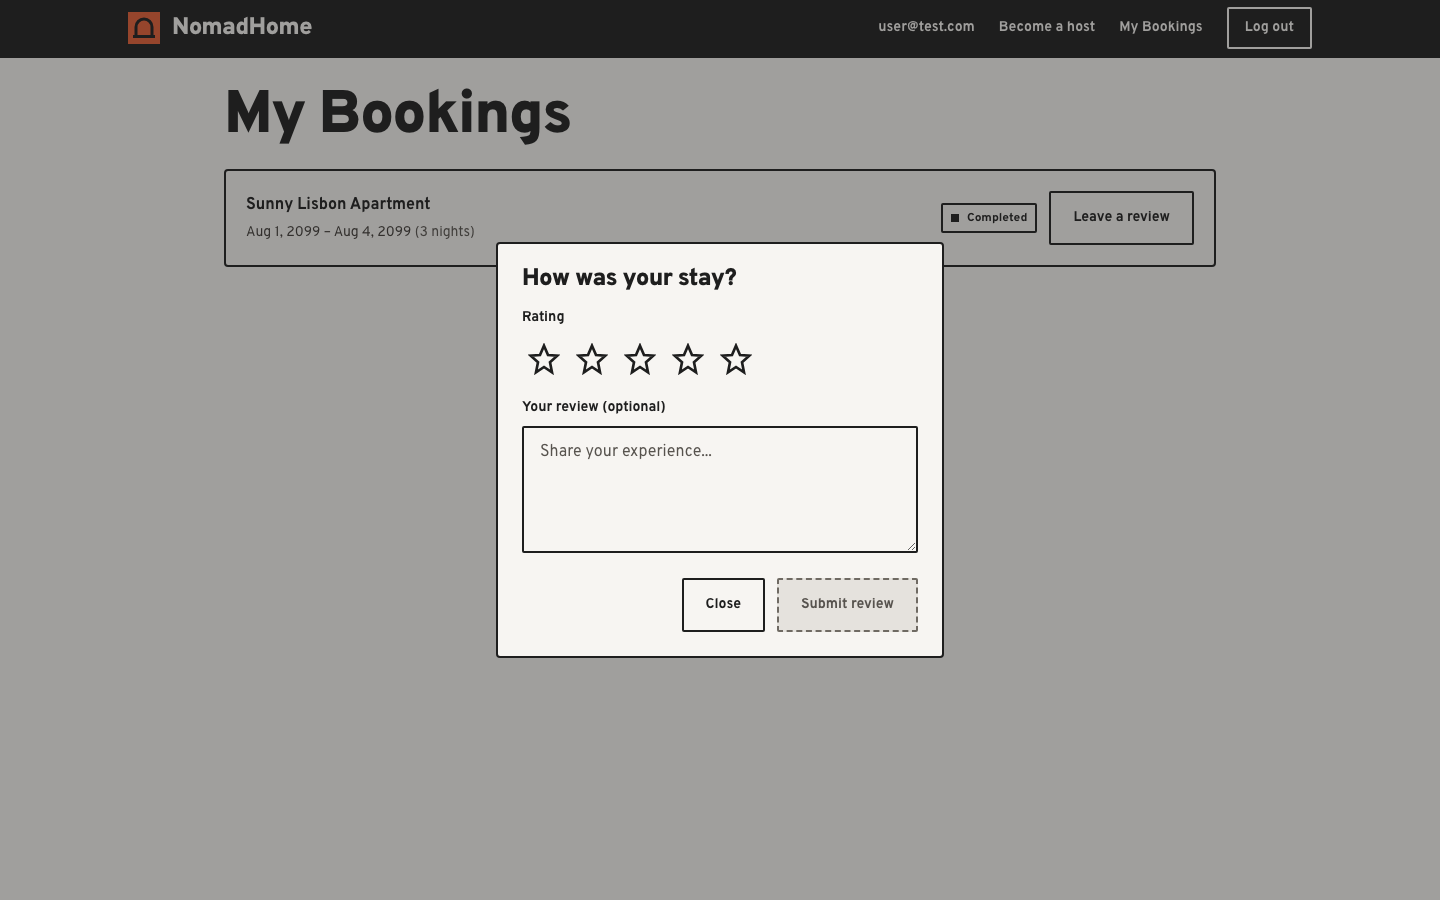 NomadHome
user@test.com
Become a host
My Bookings
Log out
My Bookings
Sunny Lisbon Apartment
Aug 1, 2099 – Aug 4, 2099 (3 nights)
Completed
Leave a review
How was your stay?
Rating
Your review (optional)
Share your experience...
Close
Submit review